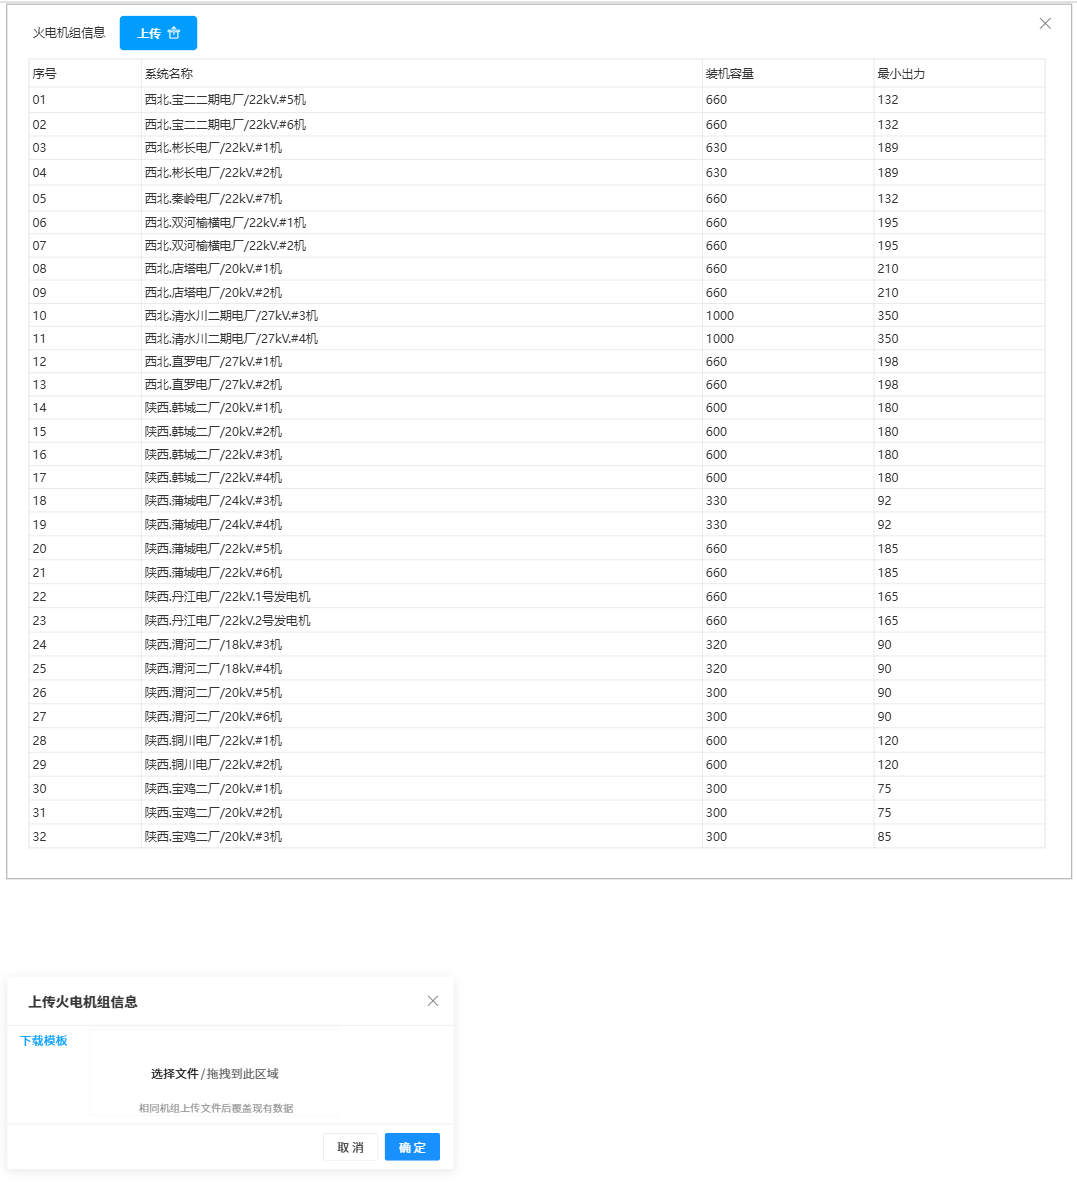 火电机组信息 上传
序号 系统名称 装机容量 最小出力
01 西北.宝二二期电厂/22kV.#5机 660 132
02 西北.宝二二期电厂/22kV.#6机 660 132
03 西北.彬长电厂/22kV.#1机 630 189
04 西北.彬长电厂/22kV.#2机 630 189
05 西北.秦岭电厂/22kV.#7机 660 132
06 西北.双河榆横电厂/22kV.#1机 660 195
07 西北.双河榆横电厂/22kV.#2机 660 195
08 西北.店塔电厂/20kV.#1机 660 210
09 西北.店塔电厂/20kV.#2机 660 210
10 西北.清水川二期电厂/27kV.#3机 1000 350
11 西北.清水川二期电厂/27kV.#4机 1000 350
12 西北.直罗电厂/27kV.#1机 660 198
13 西北.直罗电厂/27kV.#2机 660 198
14 陕西.韩城二厂/20kV.#1机 600 180
15 陕西.韩城二厂/20kV.#2机 600 180
16 陕西.韩城二厂/22kV.#3机 600 180
17 陕西.韩城二厂/22kV.#4机 600 180
18 陕西.蒲城电厂/24kV.#3机 330 92
19 陕西.蒲城电厂/24kV.#4机 330 92
20 陕西.蒲城电厂/22kV.#5机 660 185
21 陕西.蒲城电厂/22kV.#6机 660 185
22 陕西.丹江电厂/22kV.1号发电机 660 165
23 陕西.丹江电厂/22kV.2号发电机 660 165
24 陕西.渭河二厂/18kV.#3机 320 90
25 陕西.渭河二厂/18kV.#4机 320 90
26 陕西.渭河二厂/20kV.#5机 300 90
27 陕西.渭河二厂/20kV.#6机 300 90
28 陕西.铜川电厂/22kV.#1机 600 120
29 陕西.铜川电厂/22kV.#2机 600 120
30 陕西.宝鸡二厂/20kV.#1机 300 75
31 陕西.宝鸡二厂/20kV.#2机 300 75
32 陕西.宝鸡二厂/20kV.#3机 300 85
上传火电机组信息
下载模板
选择文件/拖拽到此区域
相同机组上传文件后覆盖现有数据
取消 确定